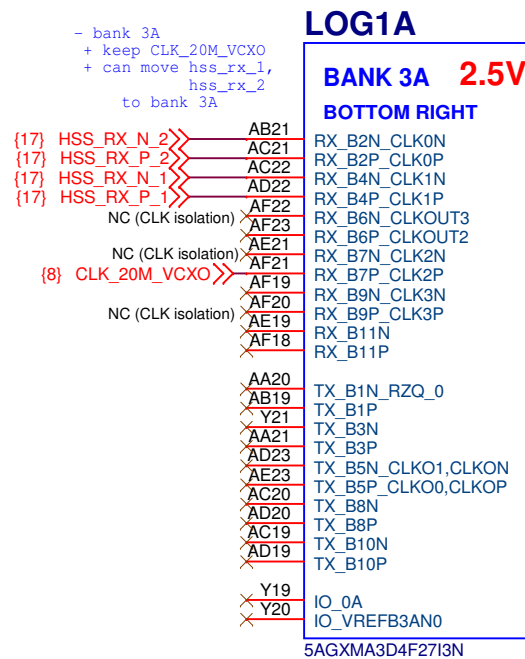 LOG1A
- bank 3A
+ keep CLK_20M_VCXO
+ can move hss_rx_1,
hss_rx_2
to bank 3A
BANK 3A 2.5V
BOTTOM RIGHT
{17} HSS_RX_N_2 AB21 RX_B2N_CLK0N
{17} HSS_RX_P_2 AC21 RX_B2P_CLK0P
{17} HSS_RX_N_1 AC22 RX_B4N_CLK1N
{17} HSS_RX_P_1 AD22 RX_B4P_CLK1P
NC (CLK isolation) AF22 RX_B6N_CLKOUT3
AF23 RX_B6P_CLKOUT2
NC (CLK isolation) AE21 RX_B7N_CLK2N
{8} CLK_20M_VCXO AF21 RX_B7P_CLK2P
AF19 RX_B9N_CLK3N
NC (CLK isolation) AF20 RX_B9P_CLK3P
AE19 RX_B11N
AF18 RX_B11P
AA20 TX_B1N_RZQ_0
AB19 TX_B1P
Y21 TX_B3N
AA21 TX_B3P
AD23 TX_B5N_CLKO1,CLKON
AE23 TX_B5P_CLKO0,CLKOP
AC20 TX_B8N
AD20 TX_B8P
AC19 TX_B10N
AD19 TX_B10P
Y19 IO_0A
Y20 IO_VREFB3AN0
5AGXMA3D4F27I3N